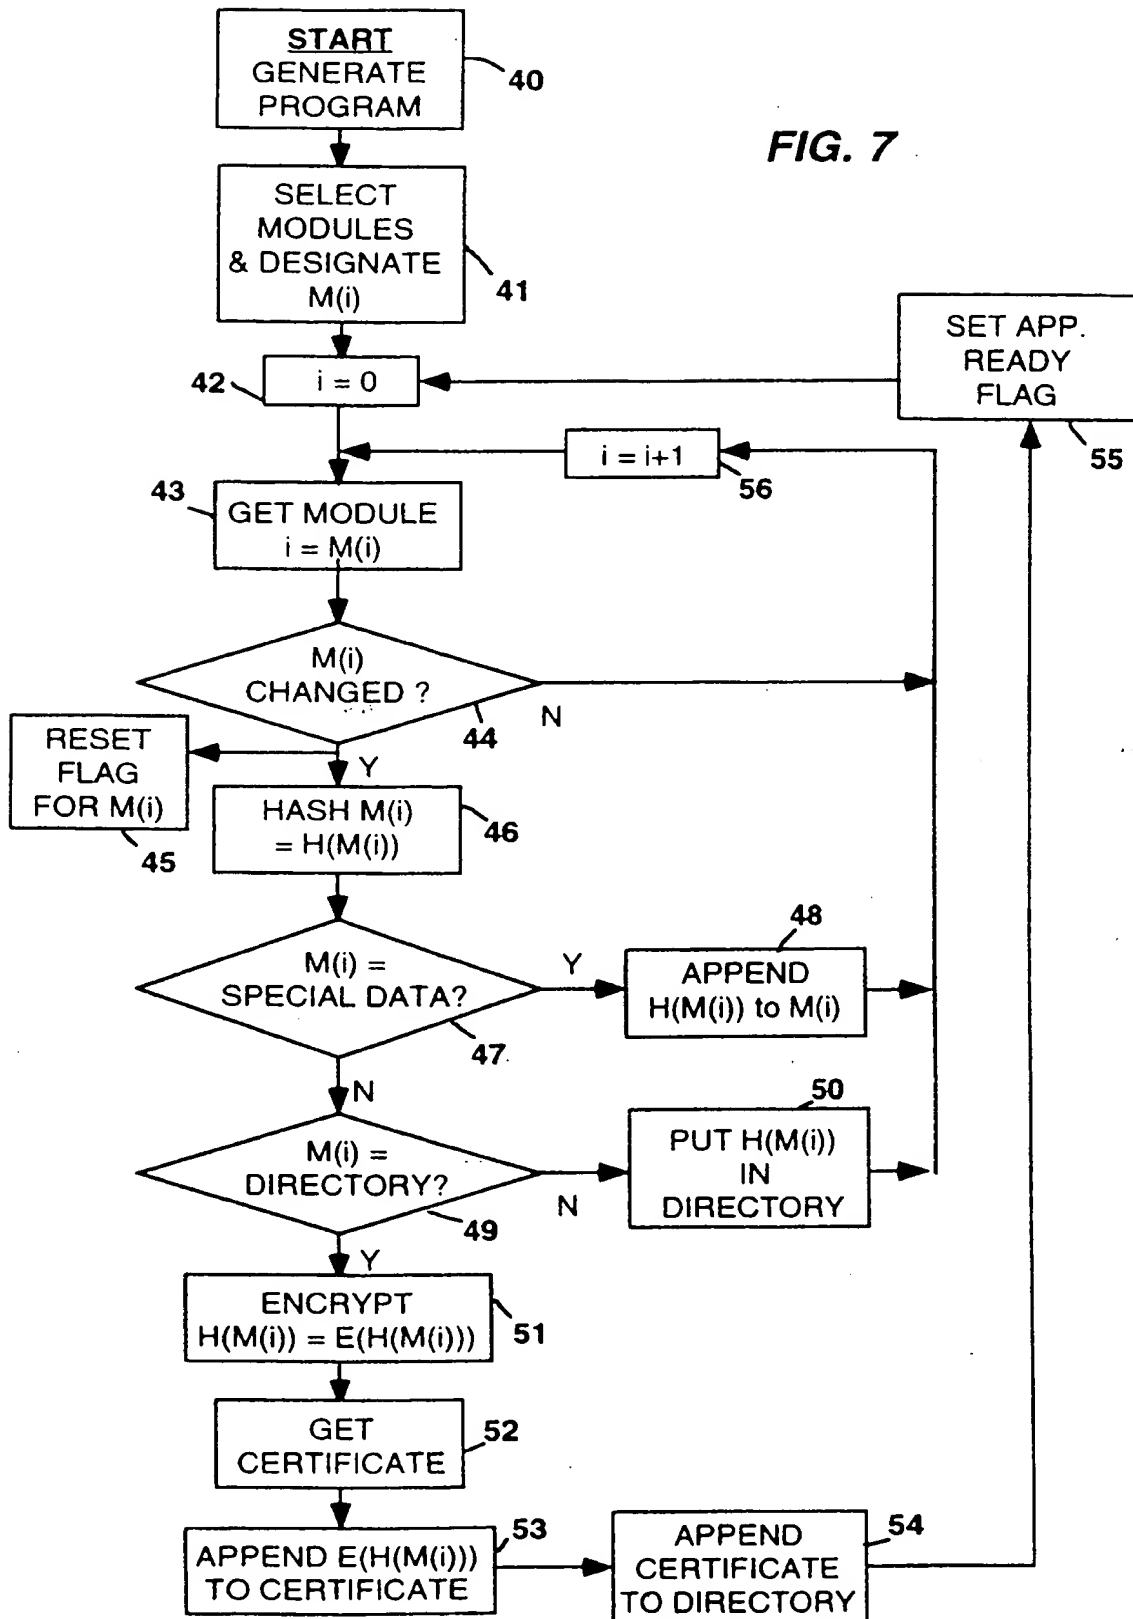 START
GENERATE
PROGRAM
40
FIG. 7
SELECT
MODULES
& DESIGNATE
M(i)
41
SET APP.
READY
FLAG
55
i = 0
42
i = i+1
56
43
GET MODULE
i = M(i)
M(i)
CHANGED ?
44
N
RESET
FLAG
FOR M(i)
45
Y
HASH M(i)
= H(M(i))
46
M(i) =
SPECIAL DATA?
47
Y
48
APPEND
H(M(i)) to M(i)
N
M(i) =
DIRECTORY?
49
N
50
PUT H(M(i))
IN
DIRECTORY
Y
ENCRYPT
H(M(i)) = E(H(M(i)))
51
GET
CERTIFICATE
52
APPEND E(H(M(i)))
TO CERTIFICATE
53
APPEND
CERTIFICATE
TO DIRECTORY
54